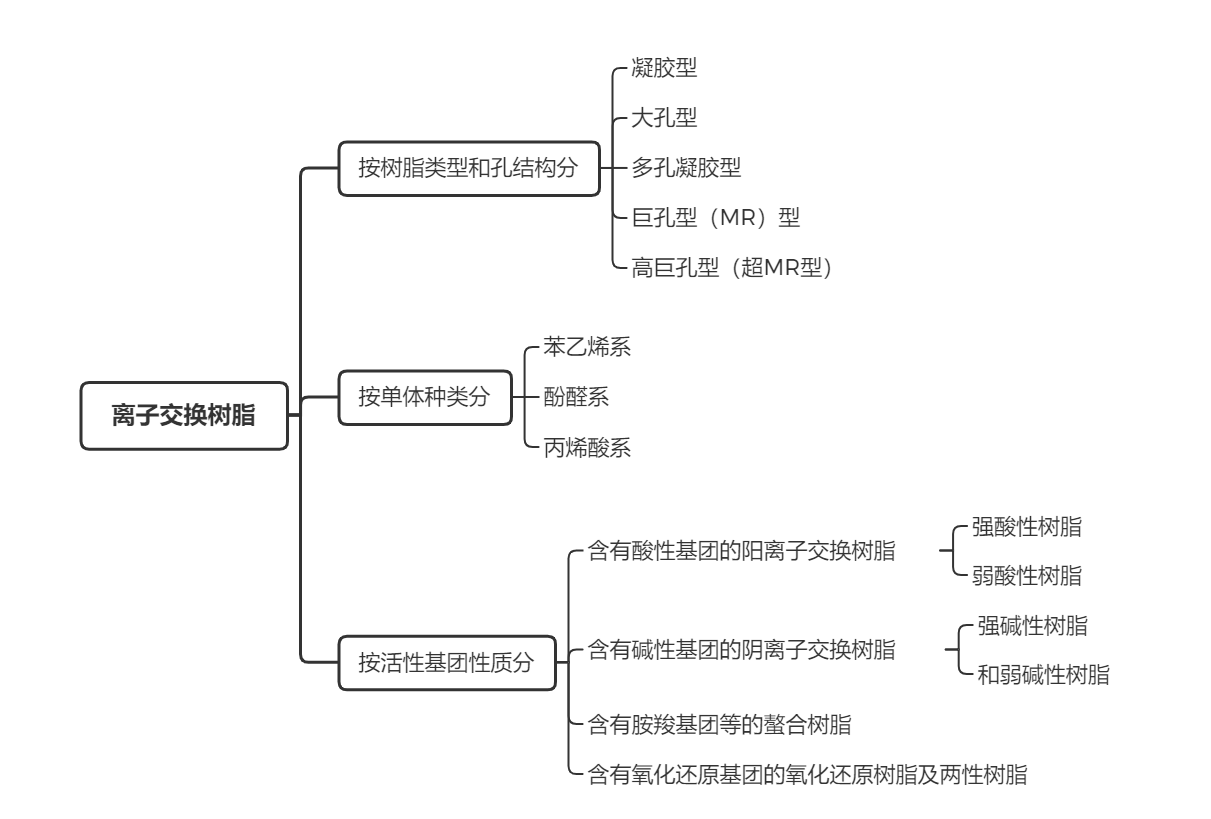 离子交换树脂
按树脂类型和孔结构分
凝胶型
大孔型
多孔凝胶型
巨孔型（MR）型
高巨孔型（超MR型）
按单体种类分
苯乙烯系
酚醛系
丙烯酸系
按活性基团性质分
含有酸性基团的阳离子交换树脂
强酸性树脂
弱酸性树脂
含有碱性基团的阴离子交换树脂
强碱性树脂
和弱碱性树脂
含有胺羧基团等的螯合树脂
含有氧化还原基团的氧化还原树脂及两性树脂